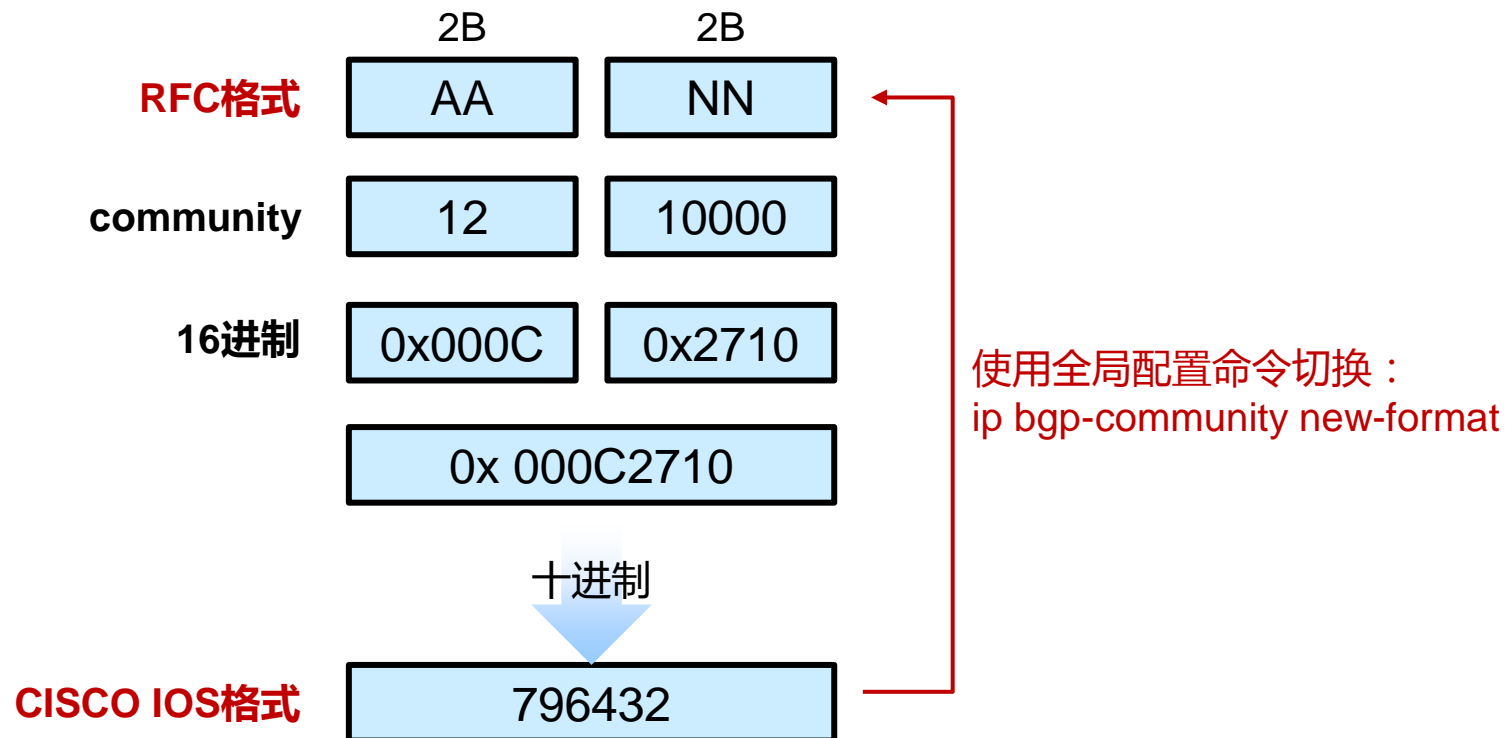 2B 2B
RFC格式 AA NN
community 12 10000
16进制 0x000C 0x2710
使用全局配置命令切换：
ip bgp-community new-format
0x 000C2710
十进制
CISCO IOS格式 796432